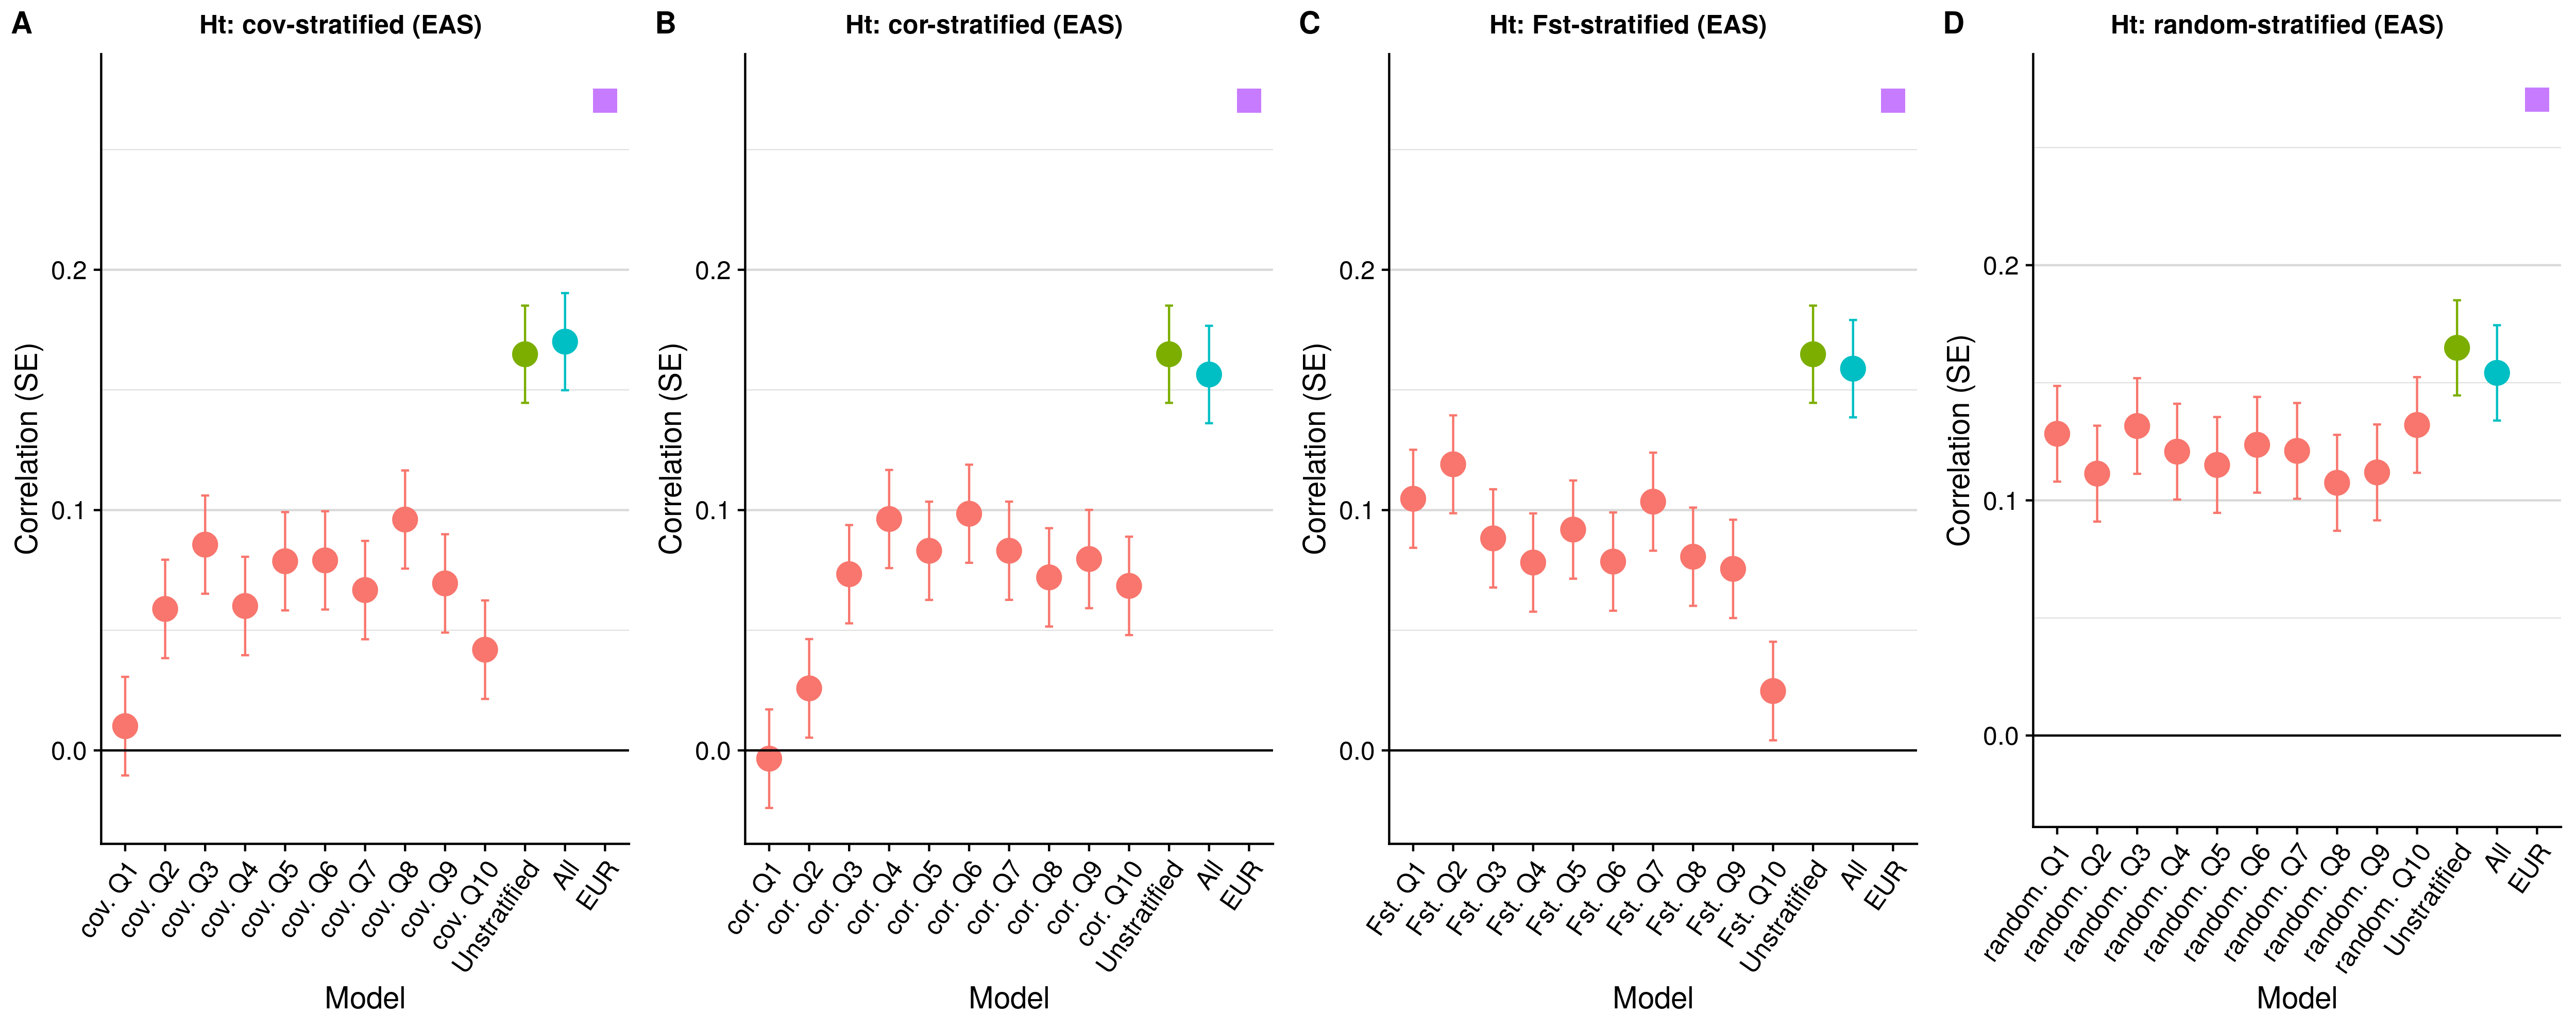 A
Ht: cov-stratified (EAS)
Correlation (SE)
0.2
0.1
0.0
cov. Q1
cov. Q2
cov. Q3
cov. Q4
cov. Q5
cov. Q6
cov. Q7
cov. Q8
cov. Q9
cov. Q10
Unstratified
All
EUR
Model
B
Ht: cor-stratified (EAS)
Correlation (SE)
0.2
0.1
0.0
cor. Q1
cor. Q2
cor. Q3
cor. Q4
cor. Q5
cor. Q6
cor. Q7
cor. Q8
cor. Q9
cor. Q10
Unstratified
All
EUR
Model
C
Ht: Fst-stratified (EAS)
Correlation (SE)
0.2
0.1
0.0
Fst. Q1
Fst. Q2
Fst. Q3
Fst. Q4
Fst. Q5
Fst. Q6
Fst. Q7
Fst. Q8
Fst. Q9
Fst. Q10
Unstratified
All
EUR
Model
D
Ht: random-stratified (EAS)
Correlation (SE)
0.2
0.1
0.0
random. Q1
random. Q2
random. Q3
random. Q4
random. Q5
random. Q6
random. Q7
random. Q8
random. Q9
random. Q10
Unstratified
All
EUR
Model